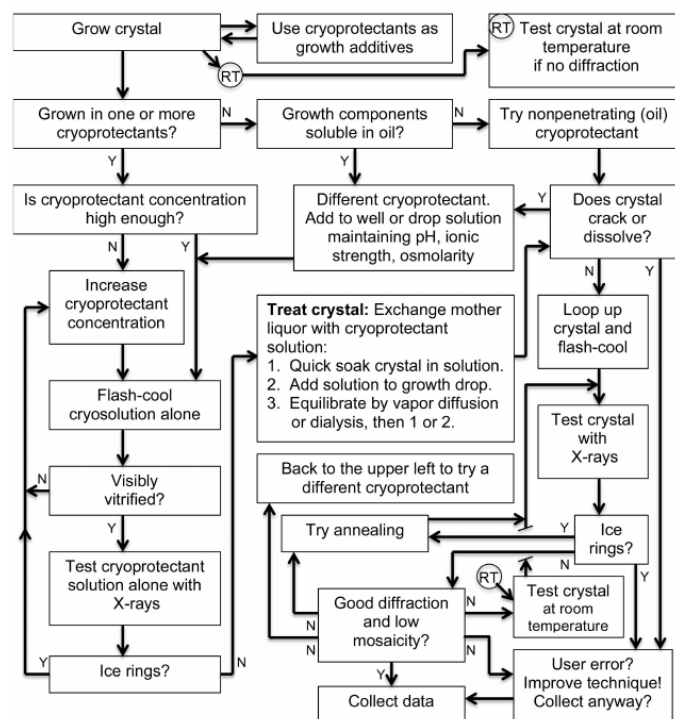 Grow crystal
Use cryoprotectants as
growth additives
RT
RT
Test crystal at room
temperature
if no diffraction
Grown in one or more
cryoprotectants?
N
Growth components
soluble in oil?
N
Try nonpenetrating (oil)
cryoprotectant
Y
Y
Is cryoprotectant concentration
high enough?
Different cryoprotectant.
Add to well or drop solution
maintaining pH, ionic
strength, osmolarity
Y
Does crystal
crack or
dissolve?
N
Y
N
Y
Increase
cryoprotectant
concentration
Treat crystal: Exchange mother
liquor with cryoprotectant
solution:
1. Quick soak crystal in solution.
2. Add solution to growth drop.
3. Equilibrate by vapor diffusion
or dialysis, then 1 or 2.
Loop up
crystal and
flash-cool
Flash-cool
cryosolution alone
Test crystal
with
X-rays
N
Visibly
vitrified?
Back to the upper left to try a
different cryoprotectant
Y
Try annealing
Y
Ice
rings?
N
Y
Test cryoprotectant
solution alone with
X-rays
RT
Test crystal
at room
temperature
Good diffraction
and low
mosaicity?
N
N
N
N
Y
Y
Ice rings?
N
User error?
Improve technique!
Collect anyway?
Collect data